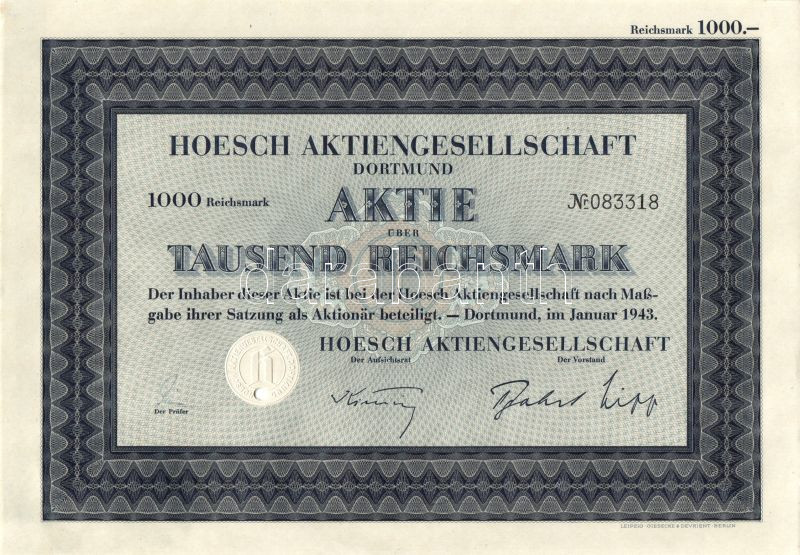 Reichsmark 1000.–
HOESCH AKTIENGESELLSCHAFT
DORTMUND
1000 Reichsmark
AKTIE
№ 083318
ÜBER
TAUSEND REICHSMARK
Der Inhaber dieser Aktie ist bei der Hoesch Aktiengesellschaft nach Maß-
gabe ihrer Satzung als Aktionär beteiligt. — Dortmund, im Januar 1943.
HOESCH AKTIENGESELLSCHAFT
Der Aufsichtsrat
Der Vorstand
Der Prüfer
LEIPZIG · GIESECKE & DEVRIENT · BERLIN